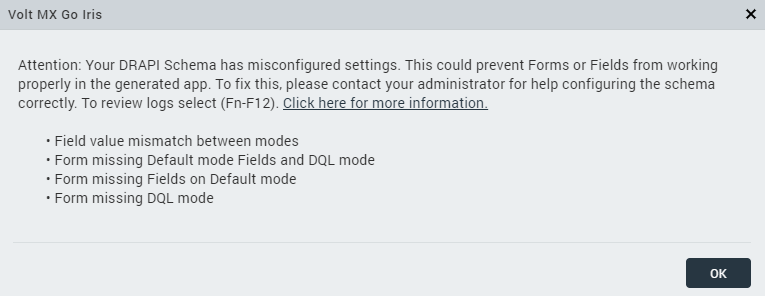 Volt MX Go Iris
Attention: Your DRAPI Schema has misconfigured settings. This could prevent Forms or Fields from working
properly in the generated app. To fix this, please contact your administrator for help configuring the schema
correctly. To review logs select (Fn-F12). Click here for more information.
• Field value mismatch between modes
• Form missing Default mode Fields and DQL mode
• Form missing Fields on Default mode
• Form missing DQL mode
OK